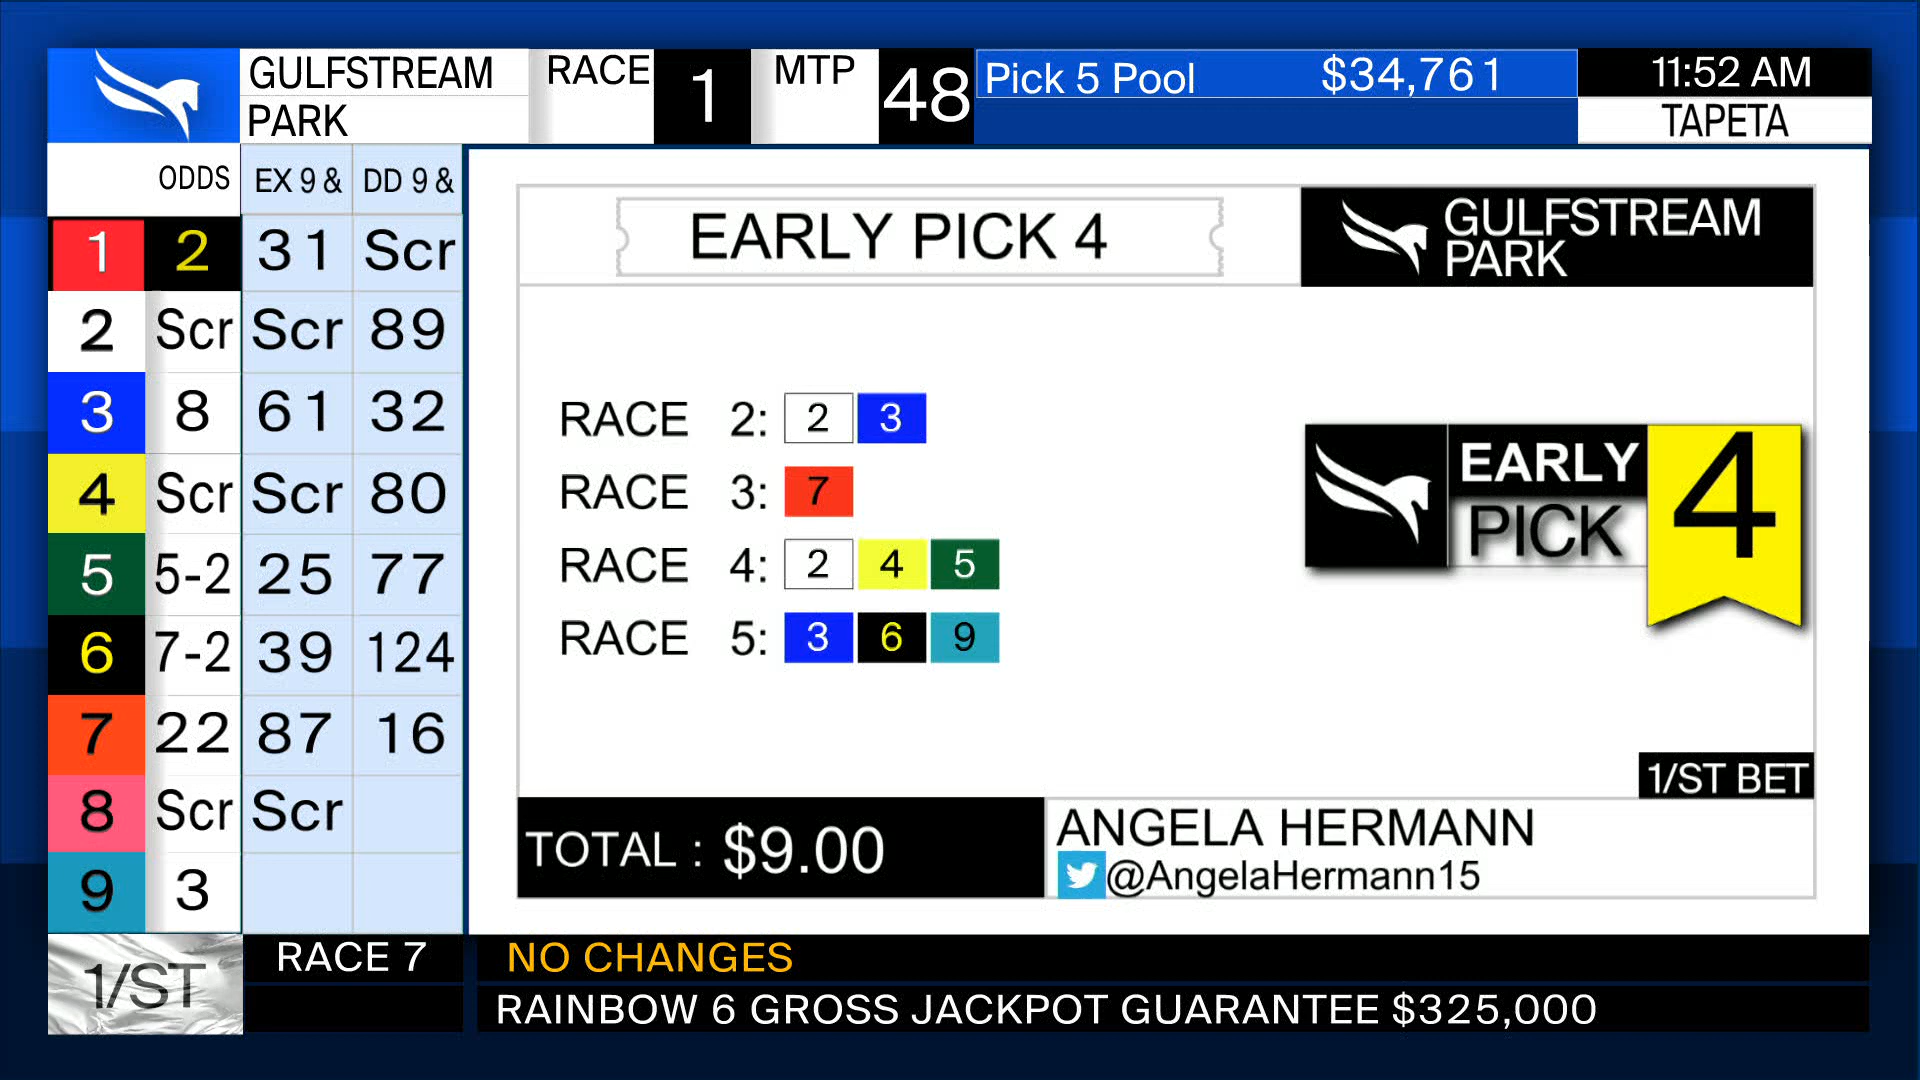 GULFSTREAM PARK
RACE 1
MTP 48
Pick 5 Pool $34,761
11:52 AM
TAPETA
ODDS EX 9 & DD 9 &
1 2 31 Scr
2 Scr Scr 89
3 8 61 32
4 Scr Scr 80
5 5-2 25 77
6 7-2 39 124
7 22 87 16
8 Scr Scr
9 3
EARLY PICK 4
GULFSTREAM
PARK
RACE 2: 2 3
RACE 3: 7
RACE 4: 2 4 5
RACE 5: 3 6 9
EARLY
PICK
4
1/ST BET
TOTAL : $9.00
ANGELA HERMANN
@AngelaHermann15
1/ST
RACE 7
NO CHANGES
RAINBOW 6 GROSS JACKPOT GUARANTEE $325,000